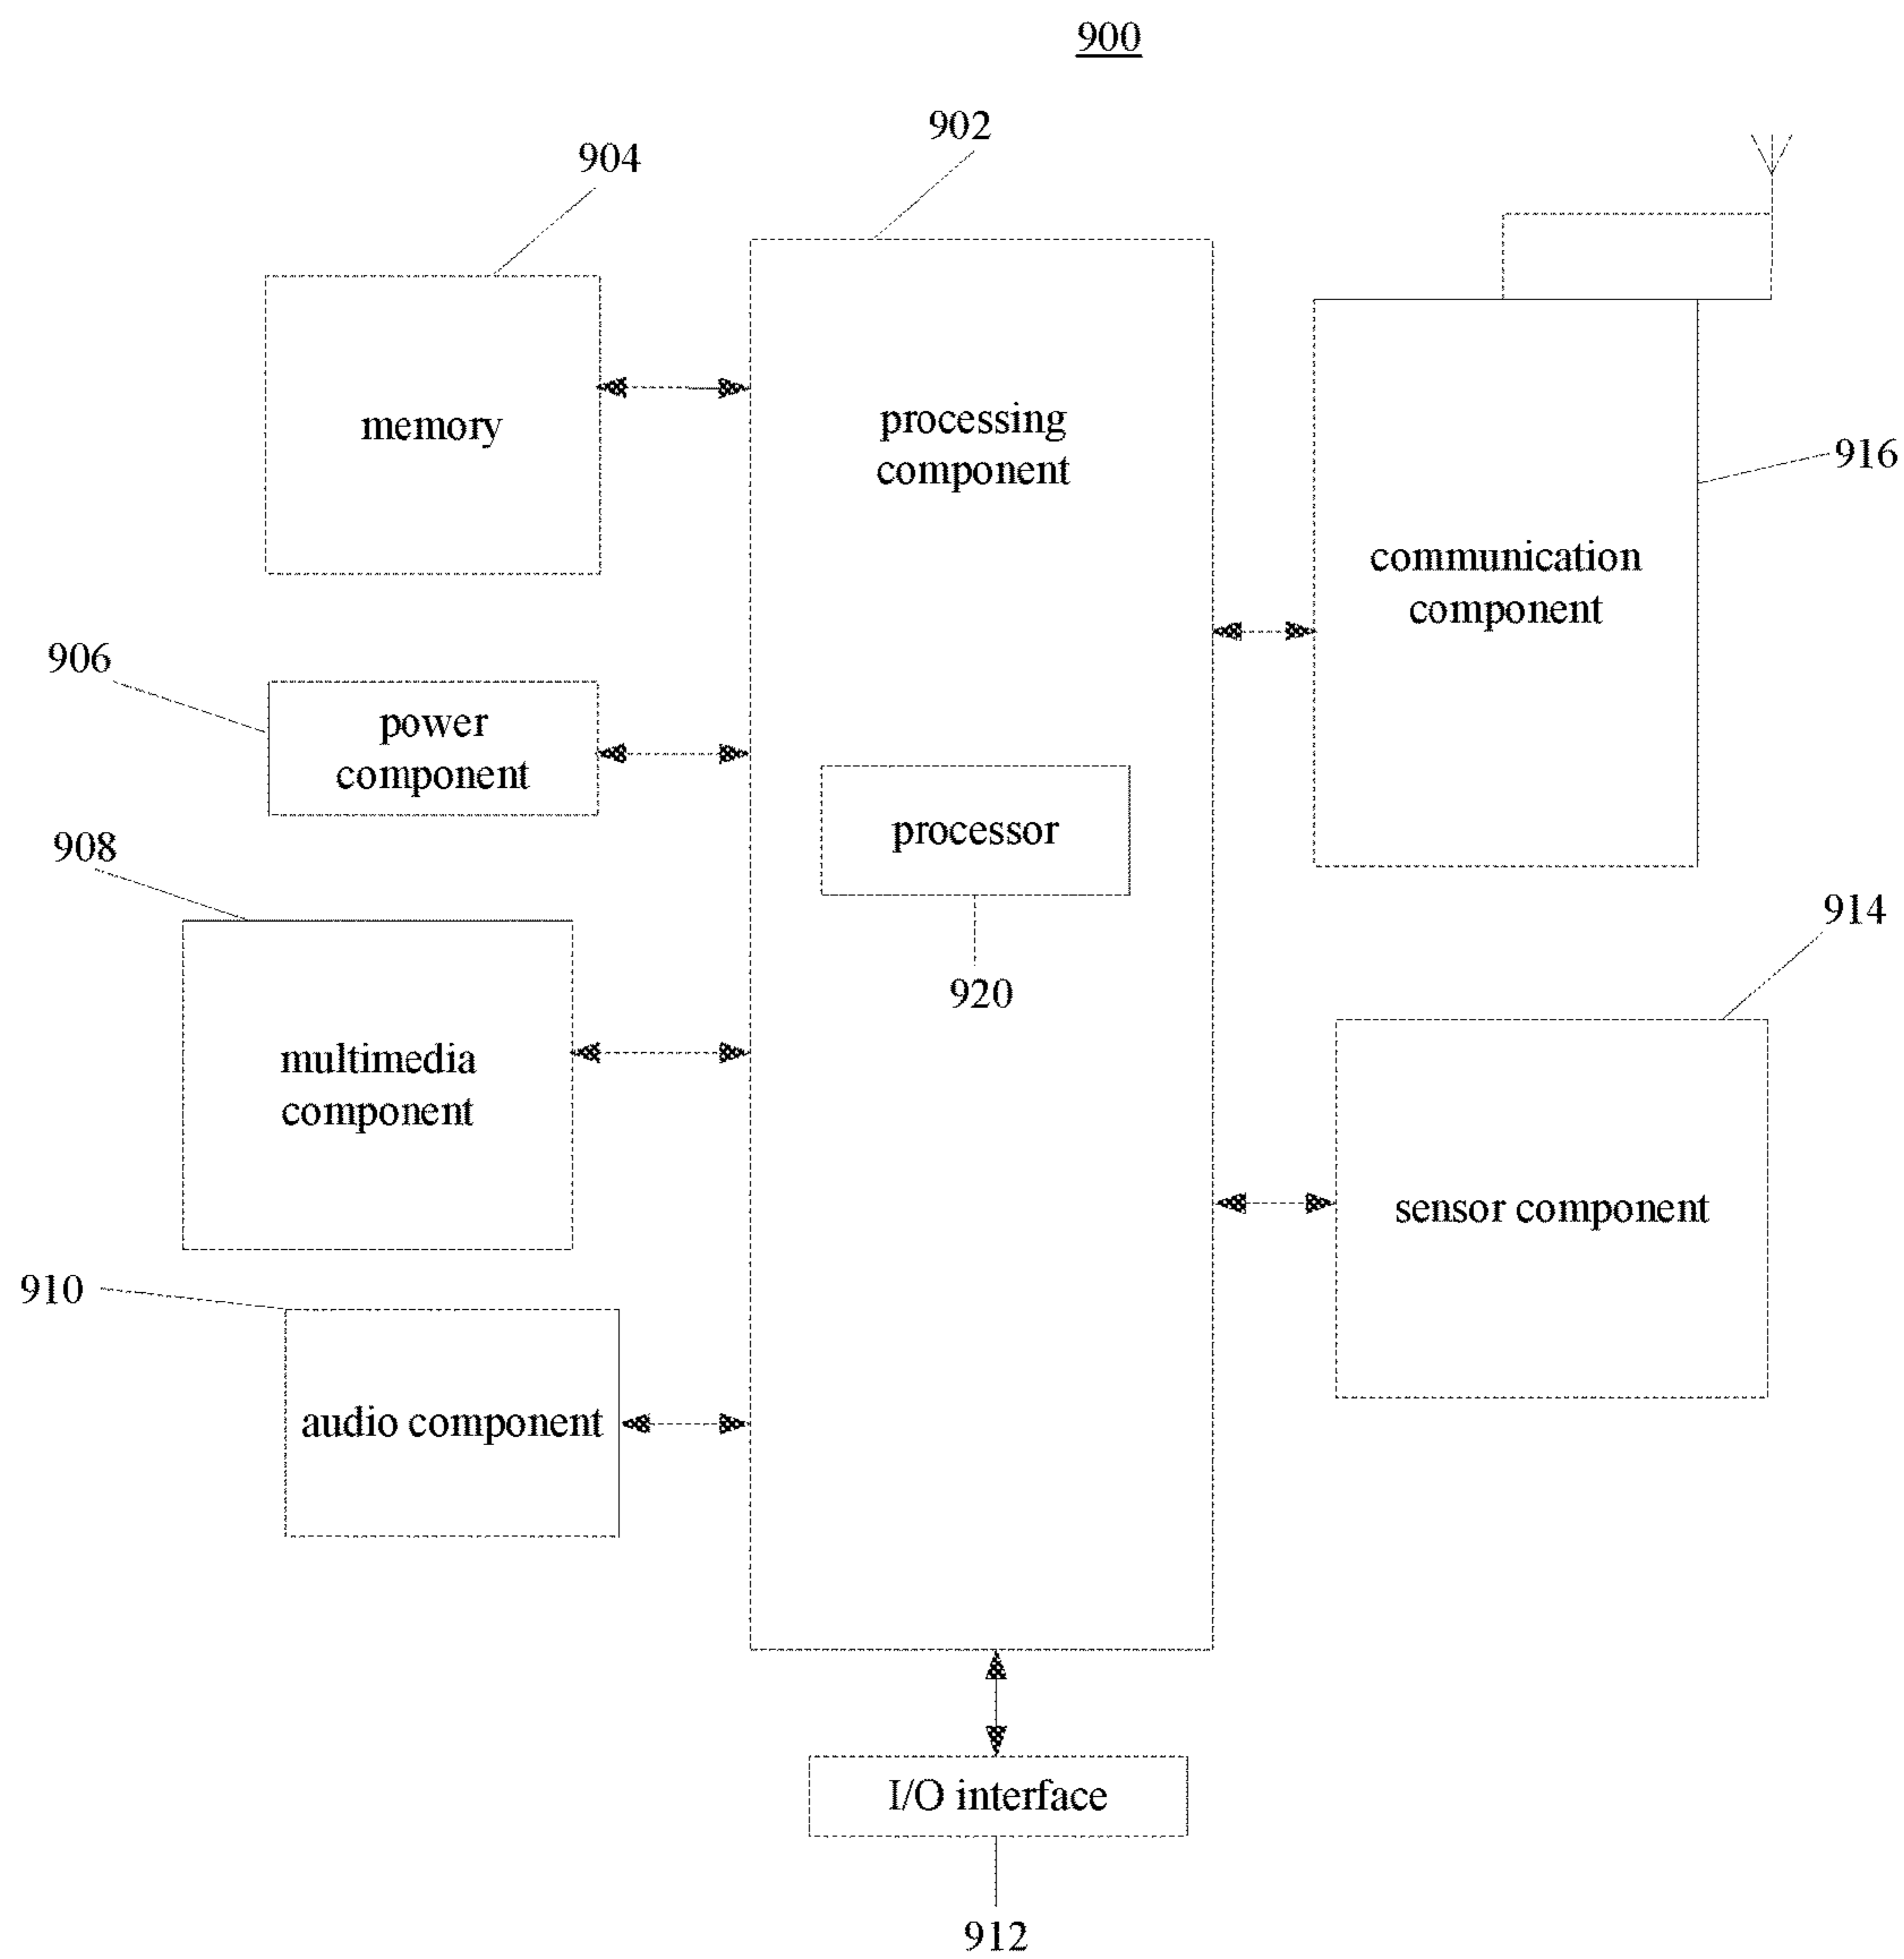 900
902
904
memory
processing
component
916
communication
component
906
power
component
processor
908
914
920
multimedia
component
sensor component
910
audio component
I/O interface
912